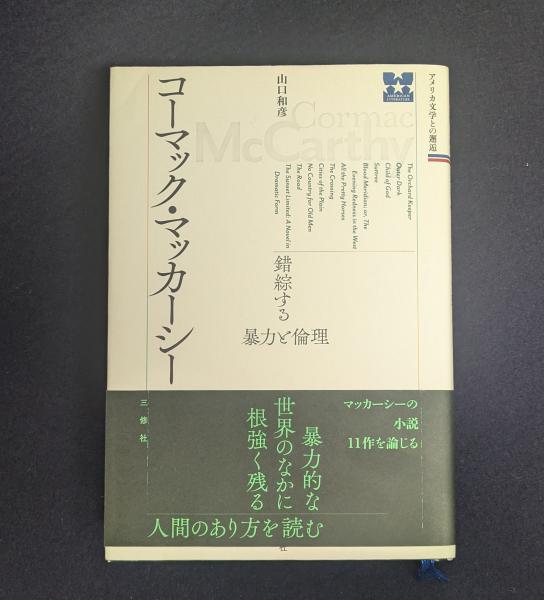 アメリカ文学との邂逅
AMERICAN
LITERATURE
山口和彦
Cormac
McCarthy
コーマック・マッカーシー
The Orchard Keeper
Outer Dark
Child of God
Suttree
Blood Meridian; or, The
Evening Redness in the West
All the Pretty Horses
The Crossing
Cities of the Plain
No Country for Old Men
The Road
The Sunset Limited: A Novel in
Dramatic Form
錯綜する
暴力と倫理
マッカーシーの
小説
11作を論じる
暴力的な
世界のなかに
根強く残る
人間のあり方を読む
三修社
社